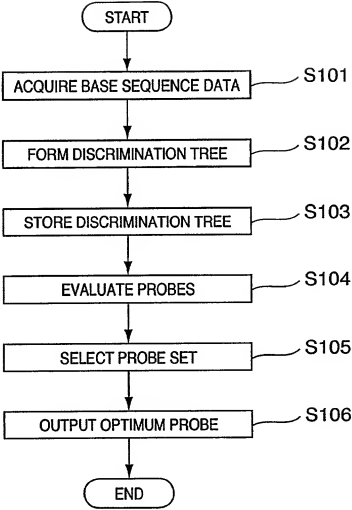 START
ACQUIRE BASE SEQUENCE DATA
S101
FORM DISCRIMINATION TREE
S102
STORE DISCRIMINATION TREE
S103
EVALUATE PROBES
S104
SELECT PROBE SET
S105
OUTPUT OPTIMUM PROBE
S106
END